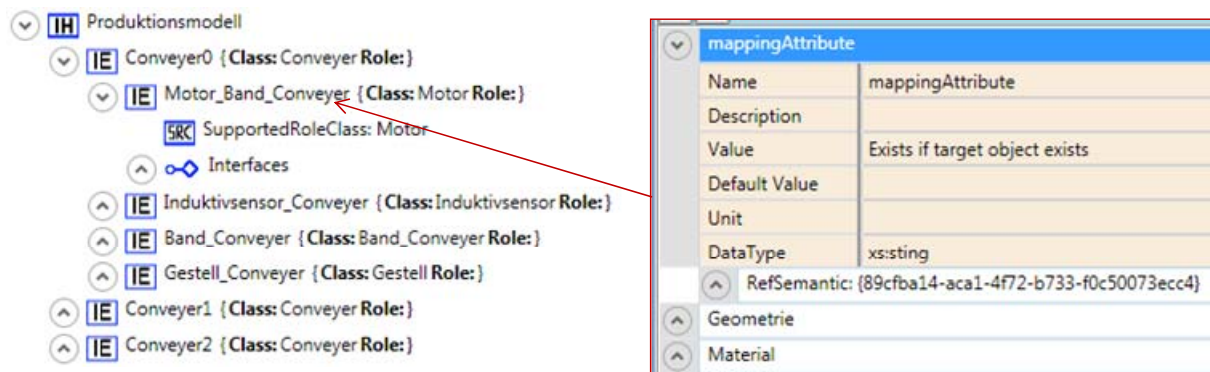 IH Produktionsmodell
IE Conveyer0 {Class: Conveyer Role:}
IE Motor_Band_Conveyer {Class: Motor Role:}
SRC SupportedRoleClass: Motor
Interfaces
IE Induktivsensor_Conveyer {Class: Induktivsensor Role:}
IE Band_Conveyer {Class: Band_Conveyer Role:}
IE Gestell_Conveyer {Class: Gestell Role:}
IE Conveyer1 {Class: Conveyer Role:}
IE Conveyer2 {Class: Conveyer Role:}
mappingAttribute
Name mappingAttribute
Description
Value Exists if target object exists
Default Value
Unit
DataType xs:sting
RefSemantic: {89cfba14-aca1-4f72-b733-f0c50073ecc4}
Geometrie
Material